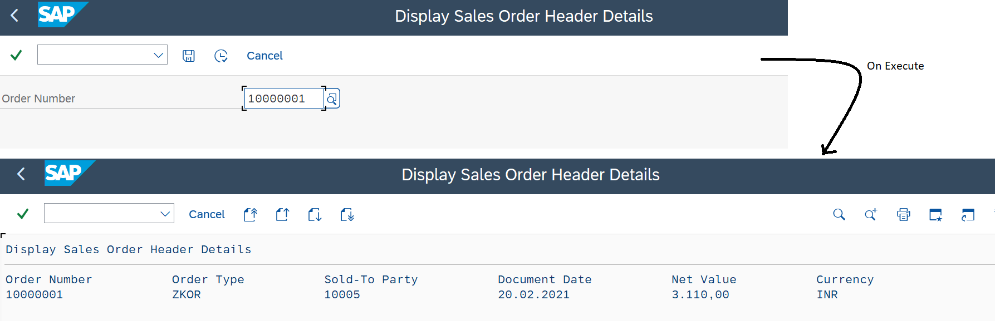 SAP
Display Sales Order Header Details
Cancel
On Execute
Order Number
10000001
SAP
Display Sales Order Header Details
Cancel
Display Sales Order Header Details
Order Number Order Type Sold-To Party Document Date Net Value Currency
10000001 ZKOR 10005 20.02.2021 3.110,00 INR